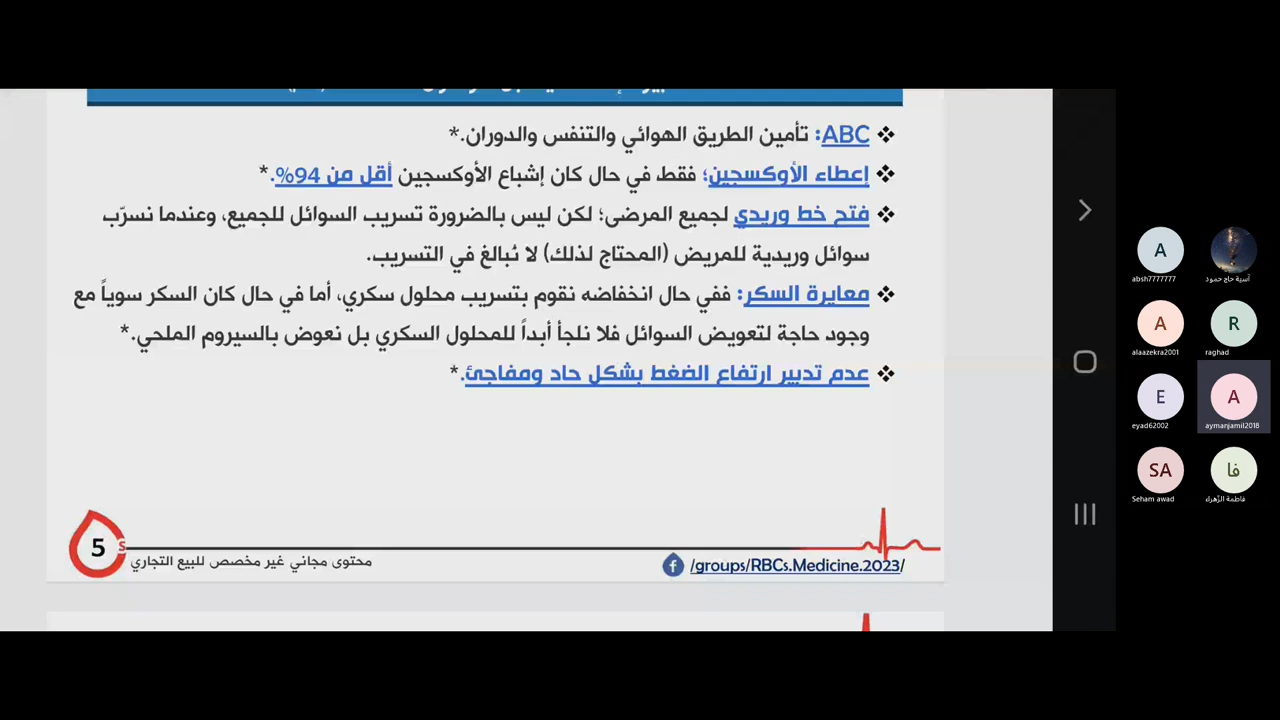 ABC: تأمين الطريق الهوائي والتنفس والدوران.*
إعطاء الأوكسجين؛ فقط في حال كان إشباع الأوكسجين أقل من 94%.*
فتح خط وريدي لجميع المرضى؛ لكن ليس بالضرورة تسريب السوائل للجميع، وعندما نسرّب
سوائل وريدية للمريض (المحتاج لذلك) لا نُبالغ في التسريب.
معايرة السكر: ففي حال انخفاضه نقوم بتسريب محلول سكري، أما في حال كان السكر سوياً مع
وجود حاجة لتعويض السوائل فلا نلجأ أبداً للمحلول السكري بل نعوض بالسيروم الملحي.*
عدم تدبير ارتفاع الضغط بشكل حاد ومفاجئ.*
/groups/RBCs.Medicine.2023/
محتوى مجاني غير مخصص للبيع التجاري
5
A
absh7777777
آسية حاج حمود
A
alaazekra2001
R
raghad
E
eyad62002
A
aymanjamil2018
SA
Seham awad
فا
فاطمة الزّهراء